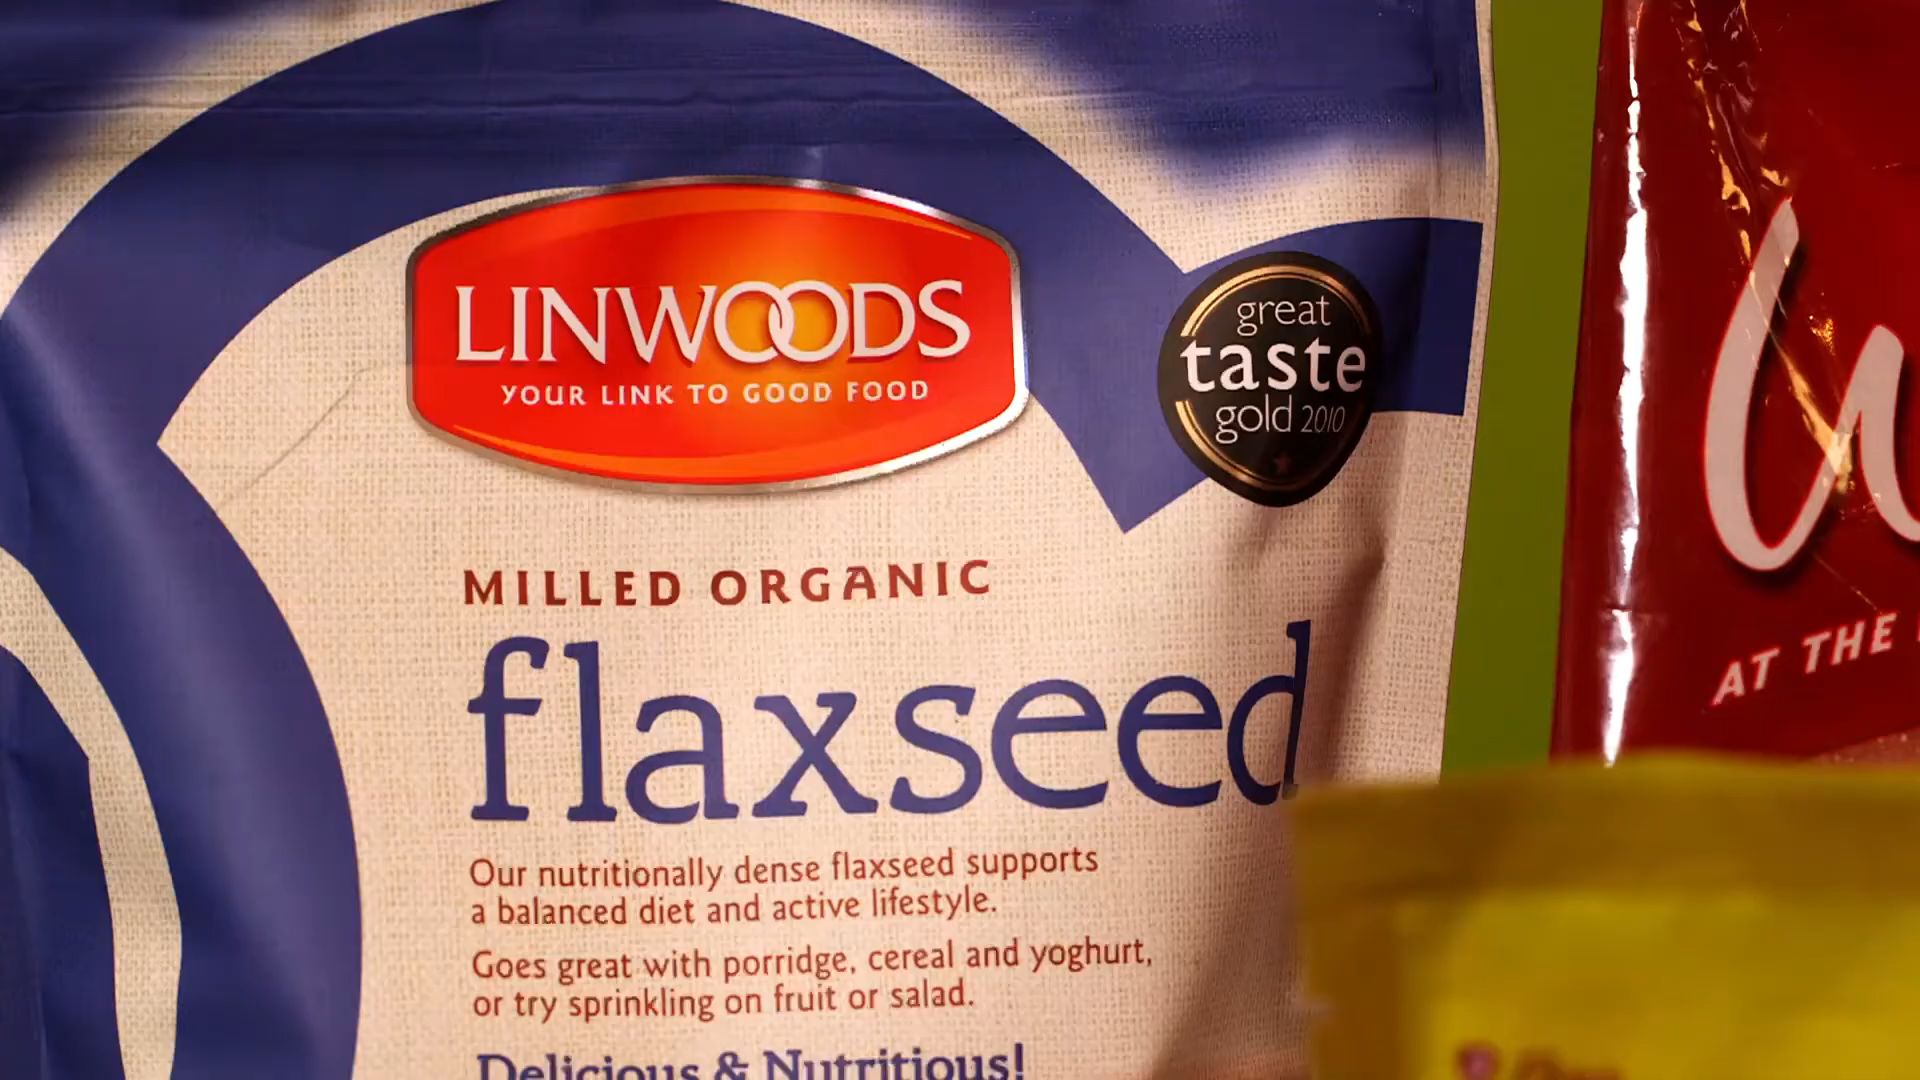 LINWOODS
YOUR LINK TO GOOD FOOD
great
taste
gold 2010
MILLED ORGANIC
flaxseed
Our nutritionally dense flaxseed supports
a balanced diet and active lifestyle.
Goes great with porridge, cereal and yoghurt,
or try sprinkling on fruit or salad.
Delicious & Nutritious!
AT THE